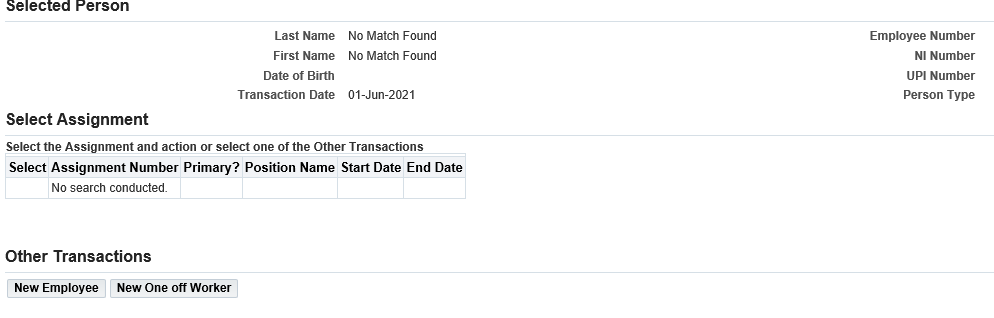 Selected Person
Last Name No Match Found Employee Number
First Name No Match Found NI Number
Date of Birth UPI Number
Transaction Date 01-Jun-2021 Person Type
Select Assignment
Select the Assignment and action or select one of the Other Transactions
Select Assignment Number Primary? Position Name Start Date End Date
No search conducted.
Other Transactions
New Employee New One off Worker